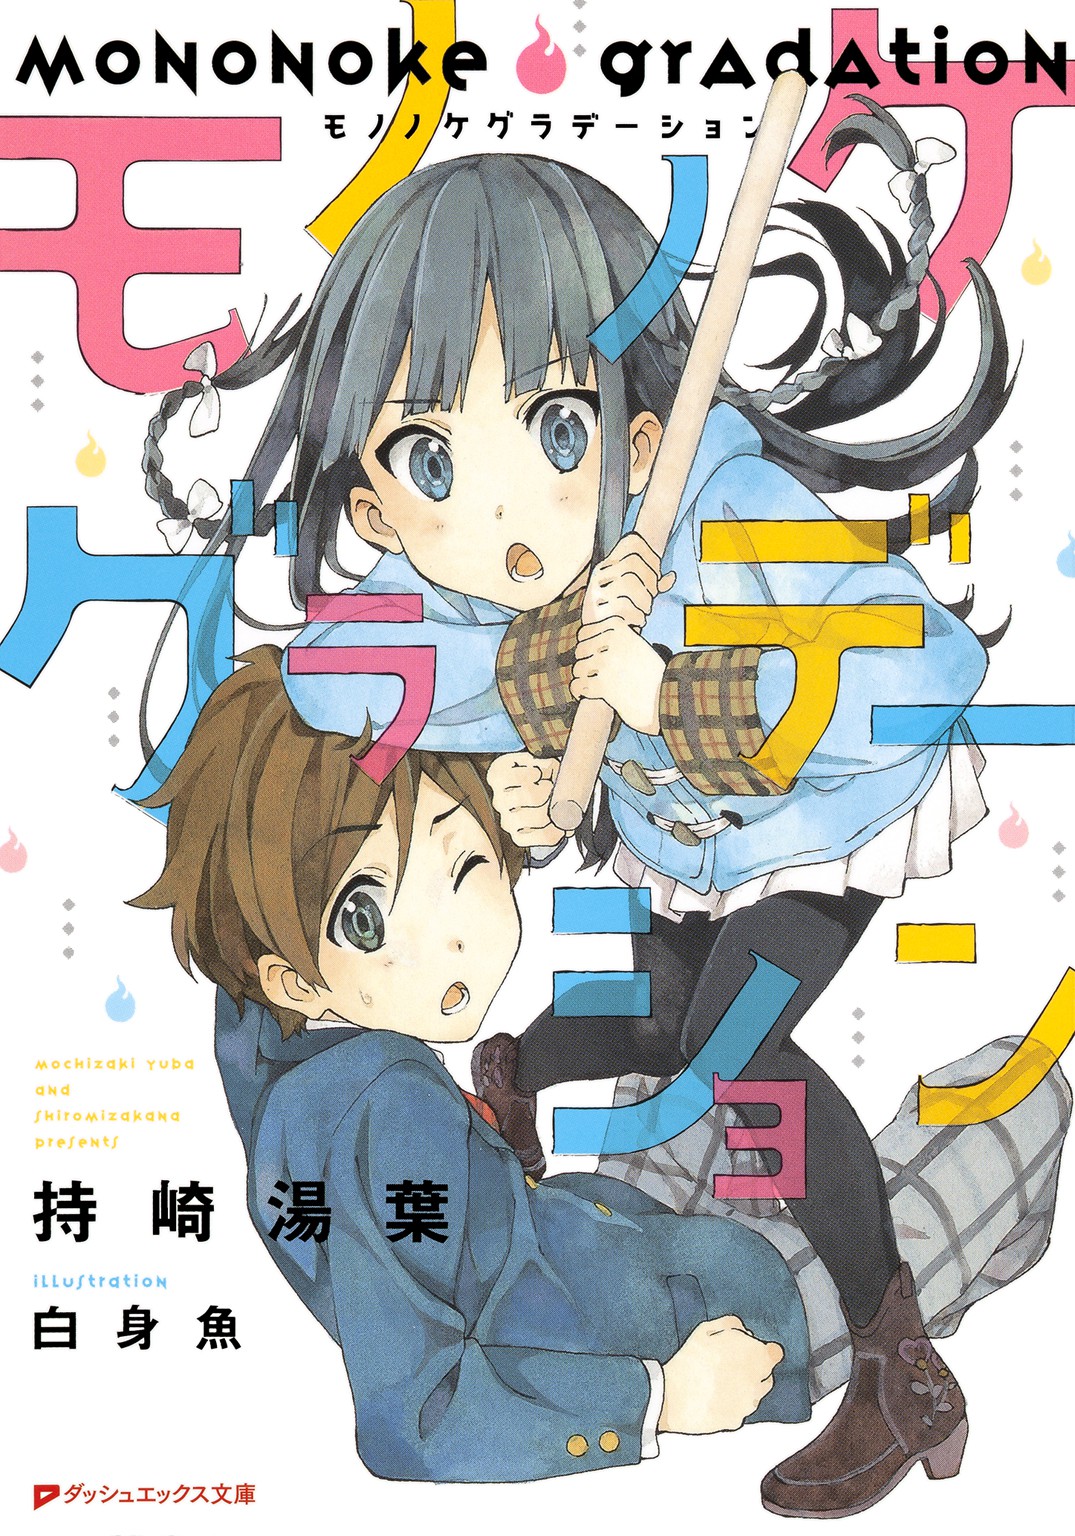 MONONOKE gradation
モノノケグラデーション
モノノケ
グラデーション
Mochizaki Yuba
and
Shiromizakana
presents
持崎湯葉
illustration
白身魚
ダッシュエックス文庫